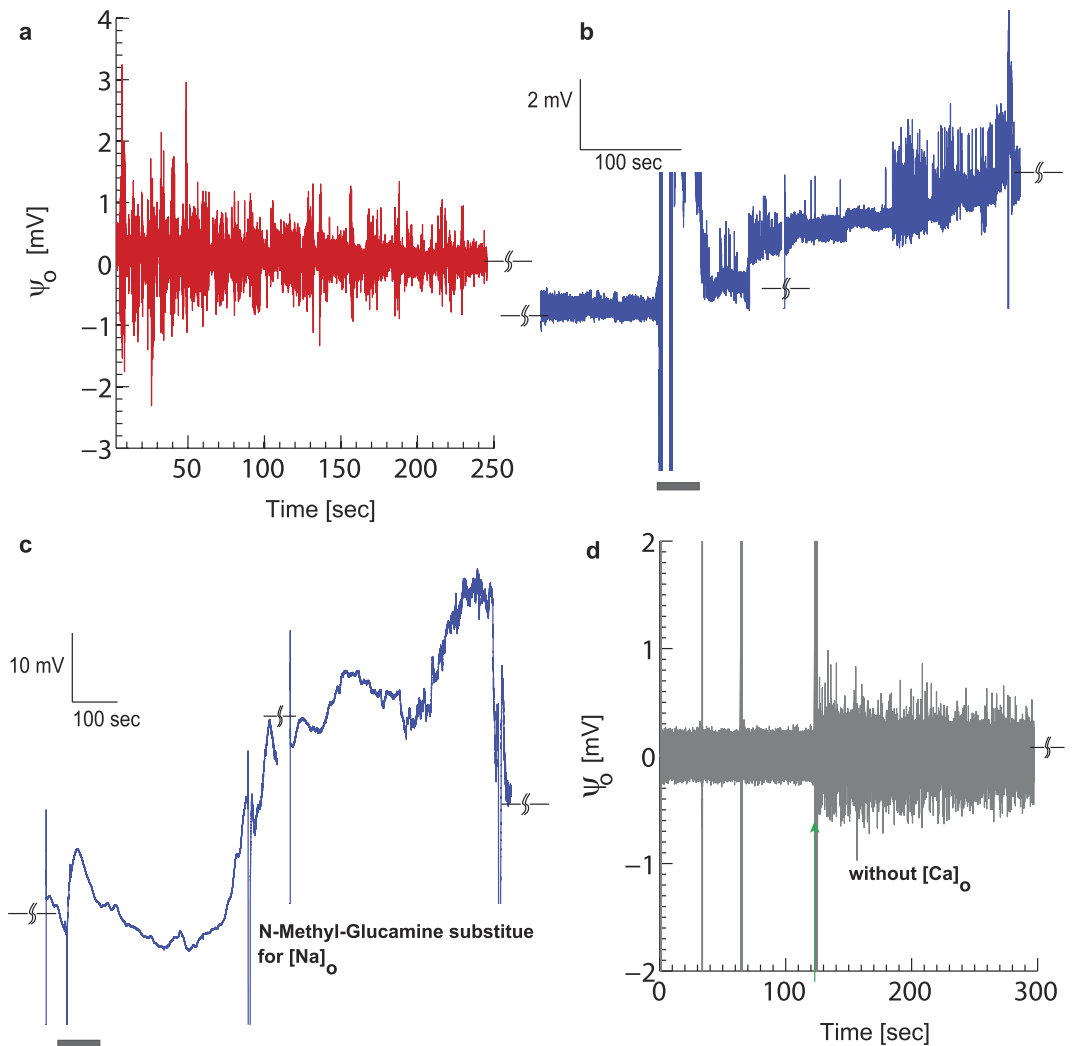 a
4
3
2
1
0
−1
−2
−3
ψo [mV]
50 100 150 200 250
Time [sec]
b
2 mV
100 sec
c
10 mV
100 sec
N-Methyl-Glucamine substitue
for [Na]o
d
2
1
0
−1
−2
ψo [mV]
without [Ca]o
0 100 200 300
Time [sec]